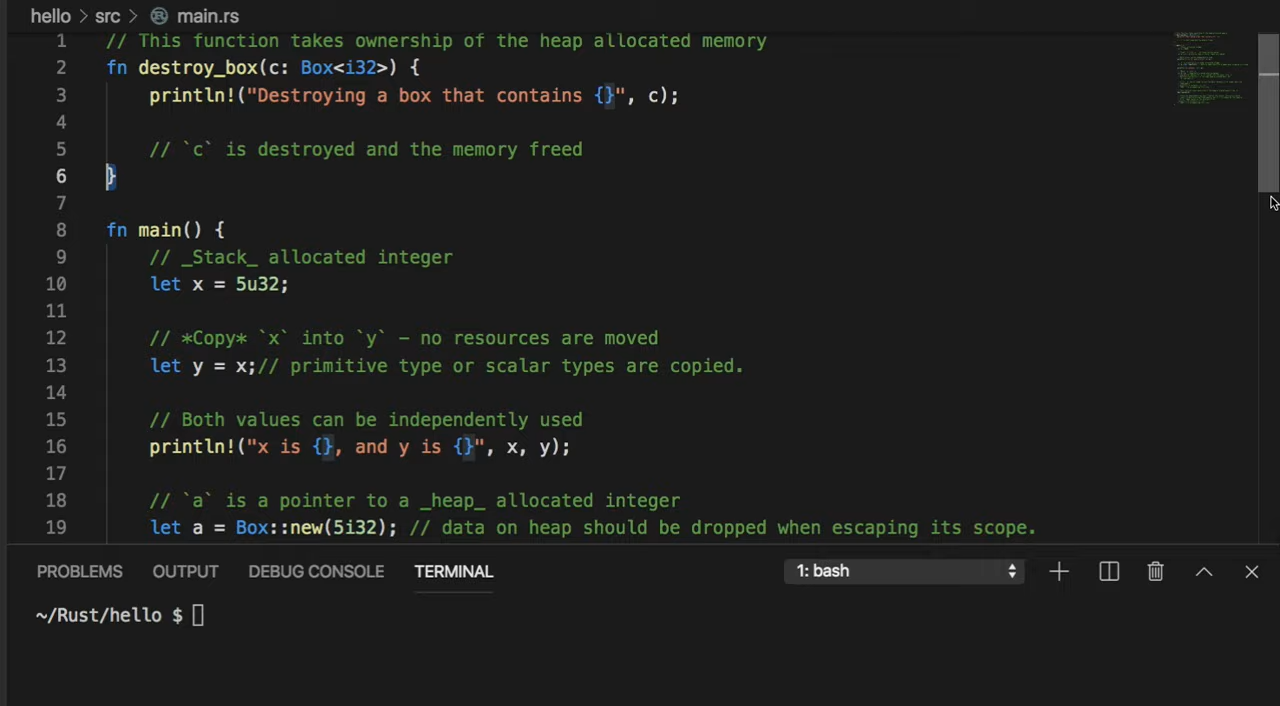 hello > src > main.rs
1 // This function takes ownership of the heap allocated memory
2 fn destroy_box(c: Box<i32>) {
3     println!("Destroying a box that contains {}", c);
4
5     // `c` is destroyed and the memory freed
6 }
7
8 fn main() {
9     // _Stack_ allocated integer
10     let x = 5u32;
11
12     // *Copy* `x` into `y` - no resources are moved
13     let y = x;// primitive type or scalar types are copied.
14
15     // Both values can be independently used
16     println!("x is {}, and y is {}", x, y);
17
18     // `a` is a pointer to a _heap_ allocated integer
19     let a = Box::new(5i32); // data on heap should be dropped when escaping its scope.
PROBLEMS OUTPUT DEBUG CONSOLE TERMINAL 1: bash
~/Rust/hello $